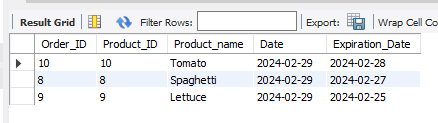 Result Grid Filter Rows: Export: Wrap Cell Co
Order_ID Product_ID Product_name Date Expiration_Date
10 10 Tomato 2024-02-29 2024-02-28
8 8 Spaghetti 2024-02-29 2024-02-27
9 9 Lettuce 2024-02-29 2024-02-25